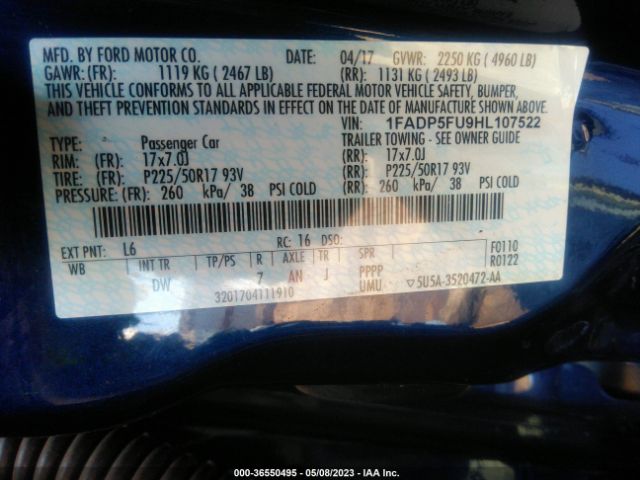 MFD. BY FORD MOTOR CO. DATE: 04/17 GVWR: 2250 KG ( 4960 LB)
GAWR: (FR): 1119 KG ( 2467 LB) (RR): 1131 KG ( 2493 LB)
THIS VEHICLE CONFORMS TO ALL APPLICABLE FEDERAL MOTOR VEHICLE SAFETY, BUMPER,
AND THEFT PREVENTION STANDARDS IN EFFECT ON THE DATE OF MANUFACTURE SHOWN ABOVE.
VIN: 1FADP5FU9HL107522
TYPE: Passenger Car TRAILER TOWING - SEE OWNER GUIDE
RIM: (FR): 17x7.0J (RR): 17x7.0J
TIRE: (FR): P225/50R17 93V (RR): P225/50R17 93V
PRESSURE: (FR): 260 kPa/ 38 PSI COLD (RR): 260 kPa/ 38 PSI COLD
EXT PNT: L6 RC: 16 DSO: F0110
WB INT TR TP/PS R AXLE TR SPR R0122
DW 7 AN J PPPP
3201704111910 UMU ▽5U5A-3520472-AA
000-36550495 - 05/08/2023 - IAA Inc.